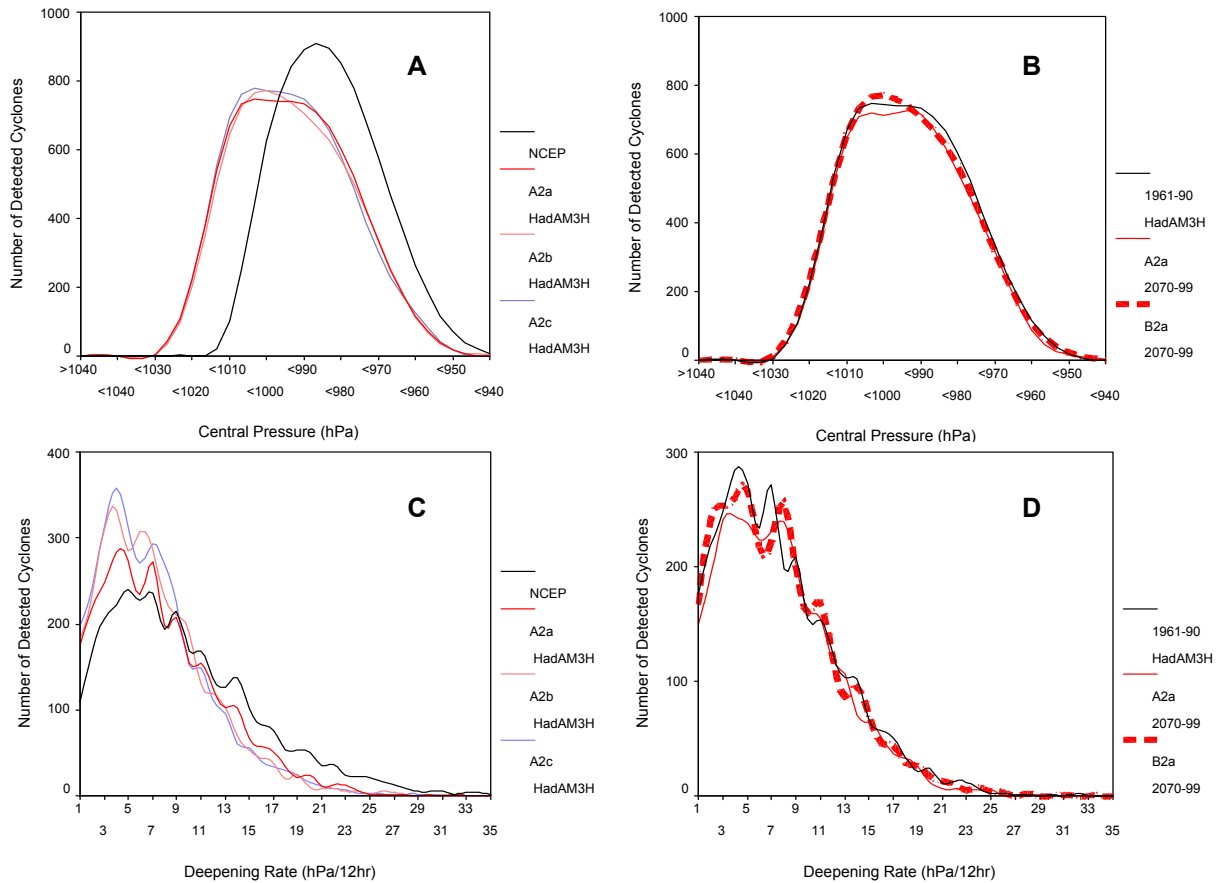 A
Number of Detected Cyclones
1000
800
600
400
200
0
>1040 <1030 <1010 <990 <970 <950
<1040 <1020 <1000 <980 <960 <940
Central Pressure (hPa)
NCEP
A2a
HadAM3H
A2b
HadAM3H
A2c
HadAM3H
B
Number of Detected Cyclones
1000
800
600
400
200
0
>1040 <1030 <1010 <990 <970 <950
<1040 <1020 <1000 <980 <960 <940
Central Pressure (hPa)
1961-90
HadAM3H
A2a
2070-99
B2a
2070-99
C
Number of Detected Cyclones
400
300
200
100
0
1 5 9 13 17 21 25 29 33
3 7 11 15 19 23 27 31 35
Deepening Rate (hPa/12hr)
NCEP
A2a
HadAM3H
A2b
HadAM3H
A2c
HadAM3H
D
Number of Detected Cyclones
300
200
100
0
1 5 9 13 17 21 25 29 33
3 7 11 15 19 23 27 31 35
Deepening Rate (hPa/12hr)
1961-90
HadAM3H
A2a
2070-99
B2a
2070-99